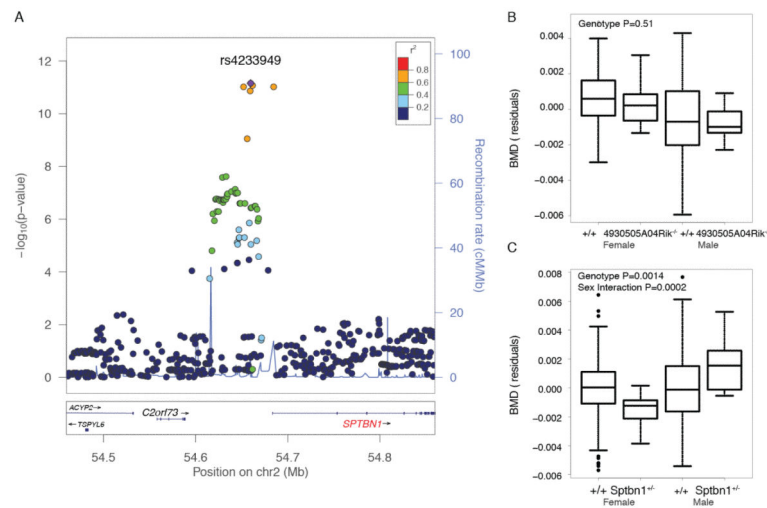 A
rs4233949
r²
0.8
0.6
0.4
0.2
12
10
8
6
4
2
0
−log₁₀(p-value)
100
80
60
40
20
0
Recombination rate (cM/Mb)
ACYP2→
C2orf73→
←TSPYL6
SPTBN1→
54.5
54.6
54.7
54.8
Position on chr2 (Mb)
B
Genotype P=0.51
0.004
0.002
0.000
−0.002
−0.004
−0.006
BMD ( residuals)
+/+ 4930505A04Rik⁻/⁻ +/+ 4930505A04Rik
Female Male
C
Genotype P=0.0014
Sex Interaction P=0.0002
0.008
0.006
0.004
0.002
0.000
−0.002
−0.004
−0.006
BMD ( residuals)
+/+ Sptbn1⁺/⁻ +/+ Sptbn1⁺/⁻
Female Male